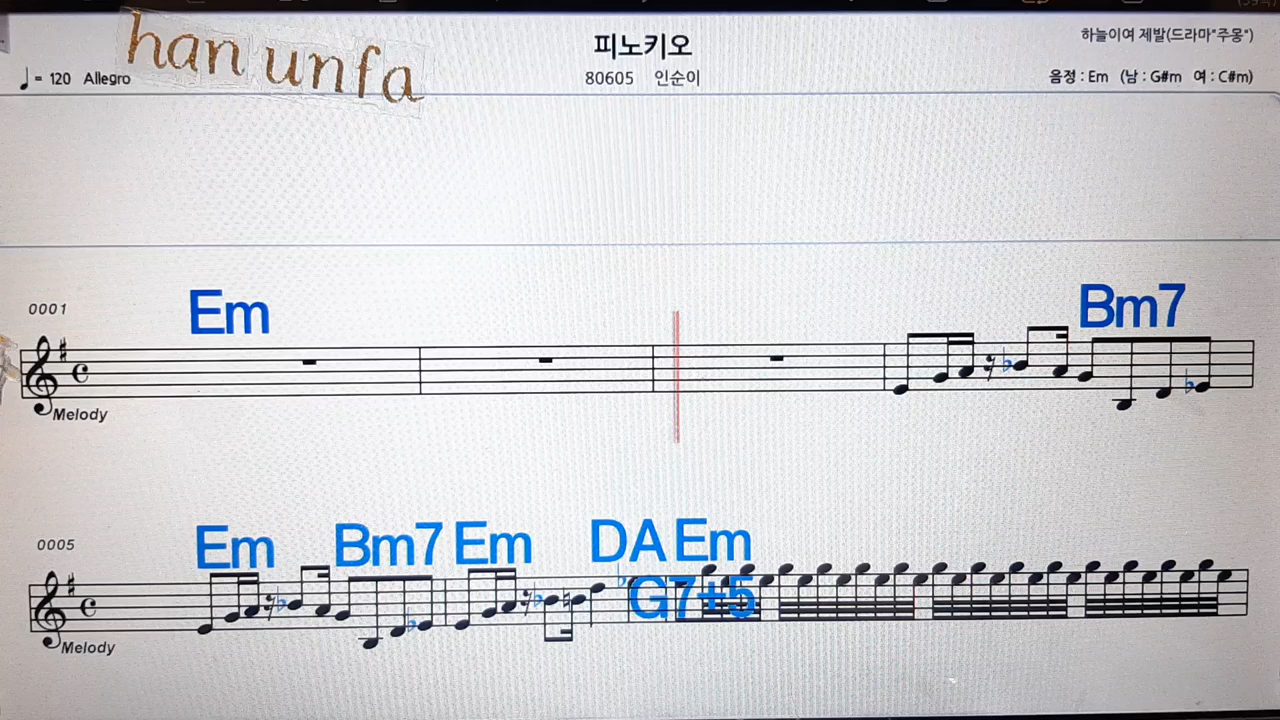 han unfa
피노키오
하늘이여 제발(드라마"주몽")
♩= 120 Allegro
80605 인순이
음정 : Em (남 : G#m 여 : C#m)
0001
Em
Bm7
Melody
0005
Em Bm7 Em DA Em
G7+5
Melody